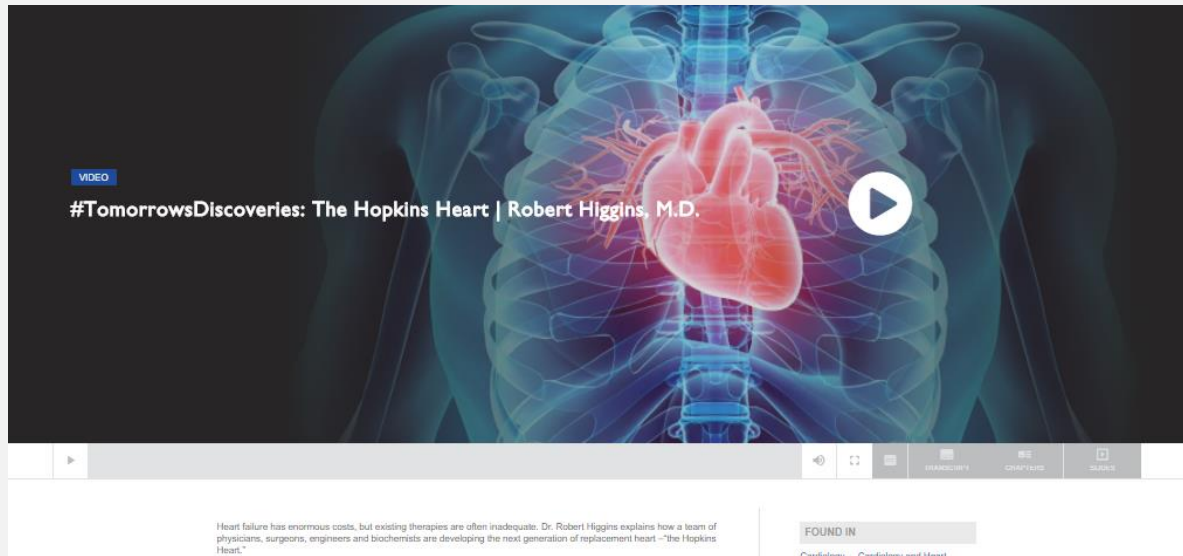 VIDEO
#TomorrowsDiscoveries: The Hopkins Heart | Robert Higgins, M.D.
TRANSCRIPT
CHAPTERS
SLIDES
Heart failure has enormous costs, but existing therapies are often inadequate. Dr. Robert Higgins explains how a team of
physicians, surgeons, engineers and biochemists are developing the next generation of replacement heart –"the Hopkins
Heart."
FOUND IN
Cardiology
Cardiology and Heart